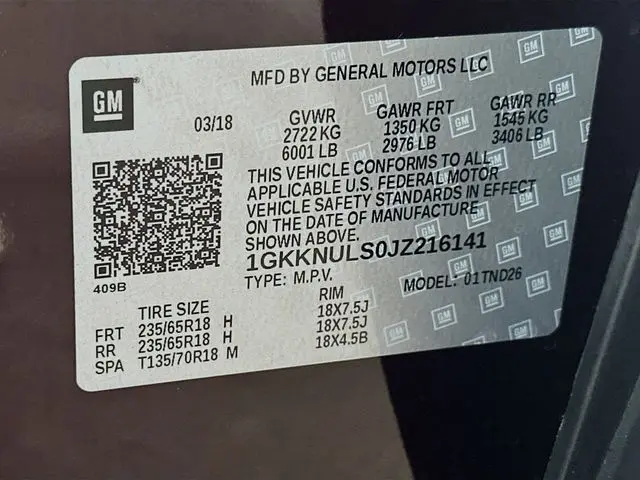 GM
MFD BY GENERAL MOTORS LLC
03/18 GVWR GAWR FRT GAWR RR
2722 KG 1350 KG 1545 KG
6001 LB 2976 LB 3406 LB
THIS VEHICLE CONFORMS TO ALL
APPLICABLE U.S. FEDERAL MOTOR
VEHICLE SAFETY STANDARDS IN EFFECT
ON THE DATE OF MANUFACTURE
SHOWN ABOVE.
1GKKNULS0JZ216141
409B
TYPE: M.P.V. MODEL: 01TND26
TIRE SIZE RIM
FRT 235/65R18 H 18X7.5J
RR 235/65R18 H 18X7.5J
SPA T135/70R18 M 18X4.5B